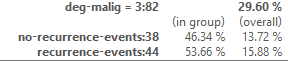 deg-malig = 3:82 29.60 %
(in group) (overall)
no-recurrence-events:38 46.34 % 13.72 %
recurrence-events:44 53.66 % 15.88 %